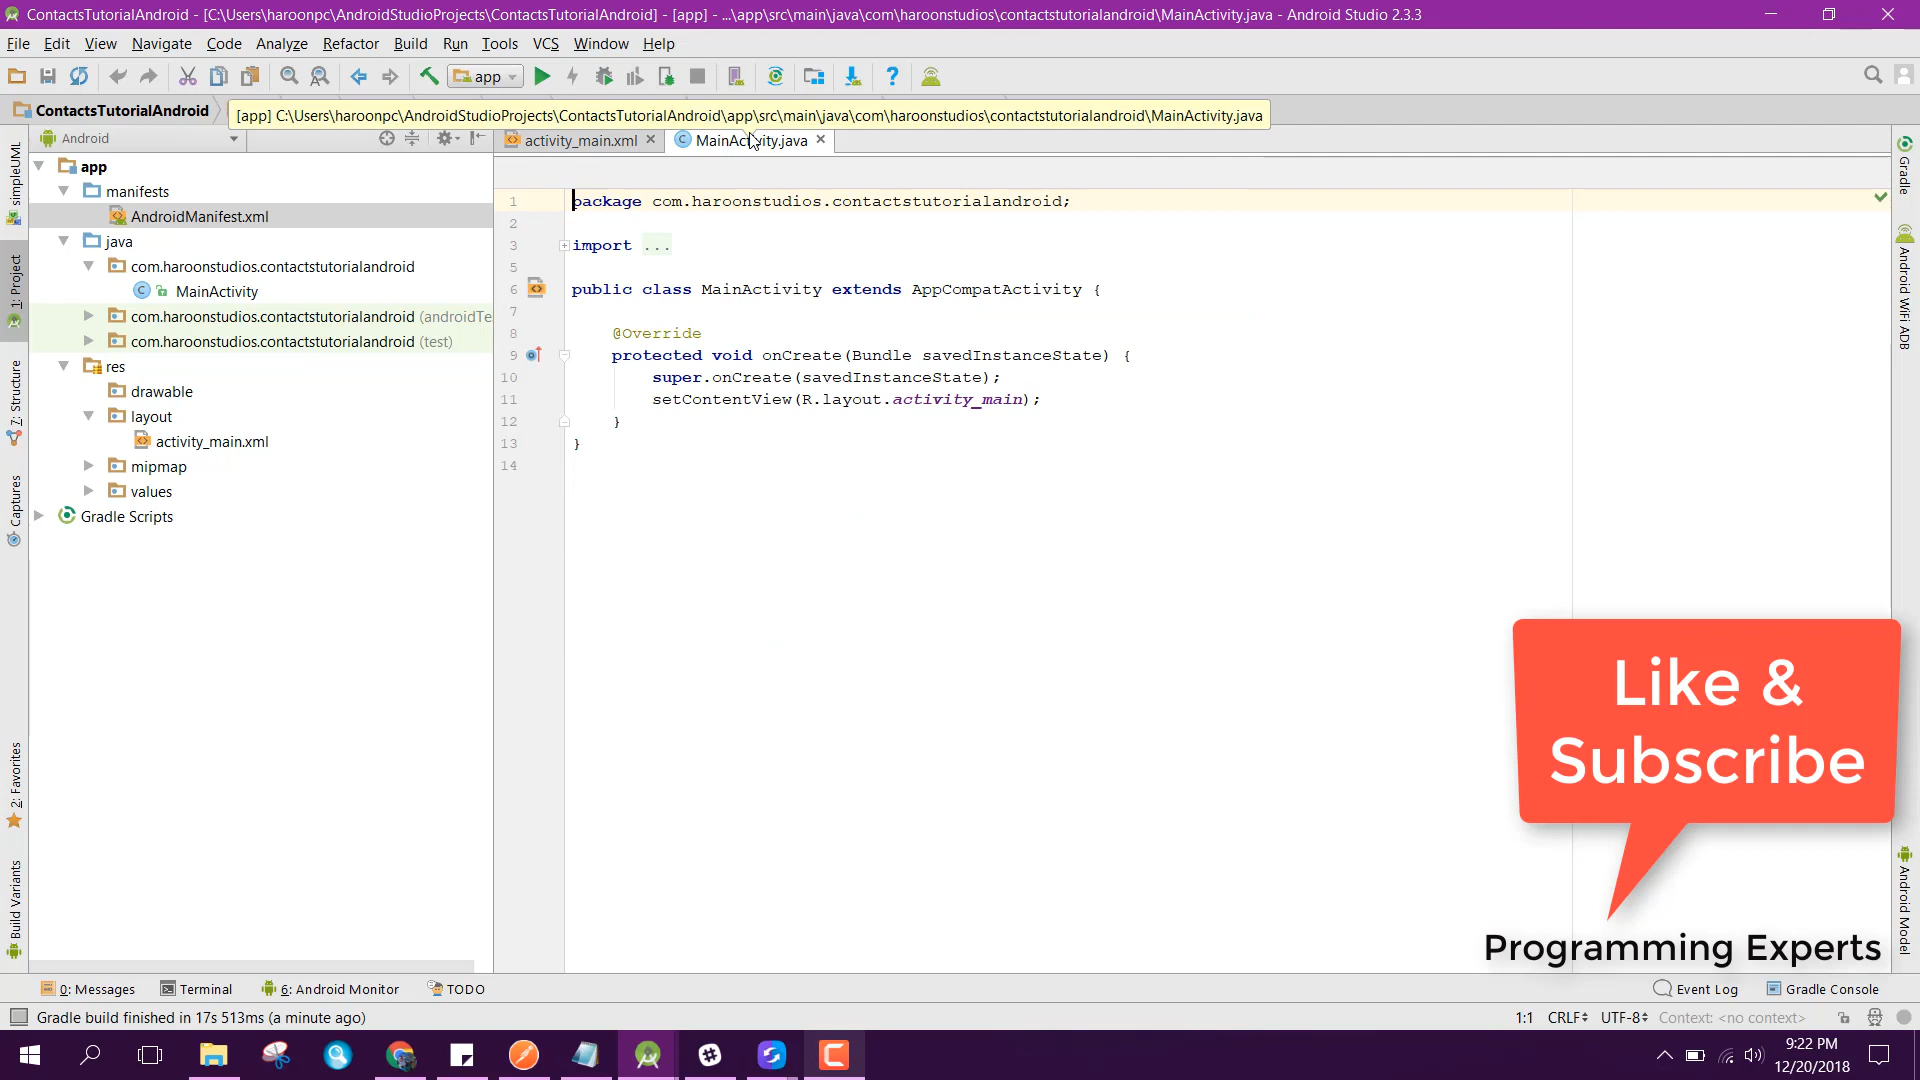 ContactsTutorialAndroid - [C:\Users\haroonpc\AndroidStudioProjects\ContactsTutorialAndroid] - [app] - ...\app\src\main\java\com\haroonstudios\contactstutorialandroid\MainActivity.java - Android Studio 2.3.3
File Edit View Navigate Code Analyze Refactor Build Run Tools VCS Window Help
app
ContactsTutorialAndroid
[app] C:\Users\haroonpc\AndroidStudioProjects\ContactsTutorialAndroid\app\src\main\java\com\haroonstudios\contactstutorialandroid\MainActivity.java
Android
activity_main.xml
MainActivity.java
app
manifests
AndroidManifest.xml
java
com.haroonstudios.contactstutorialandroid
MainActivity
com.haroonstudios.contactstutorialandroid (androidTe
com.haroonstudios.contactstutorialandroid (test)
res
drawable
layout
activity_main.xml
mipmap
values
Gradle Scripts
simpleUML
1: Project
7: Structure
Captures
2: Favorites
Build Variants
1 package com.haroonstudios.contactstutorialandroid;
2
3 import ...
5
6 public class MainActivity extends AppCompatActivity {
7
8 @Override
9 protected void onCreate(Bundle savedInstanceState) {
10 super.onCreate(savedInstanceState);
11 setContentView(R.layout.activity_main);
12 }
13 }
14
Gradle
Android WiFi ADB
Android Model
Like &
Subscribe
Programming Experts
0: Messages Terminal 6: Android Monitor TODO
Event Log Gradle Console
Gradle build finished in 17s 513ms (a minute ago)
1:1 CRLF UTF-8 Context: <no context>
9:22 PM
12/20/2018